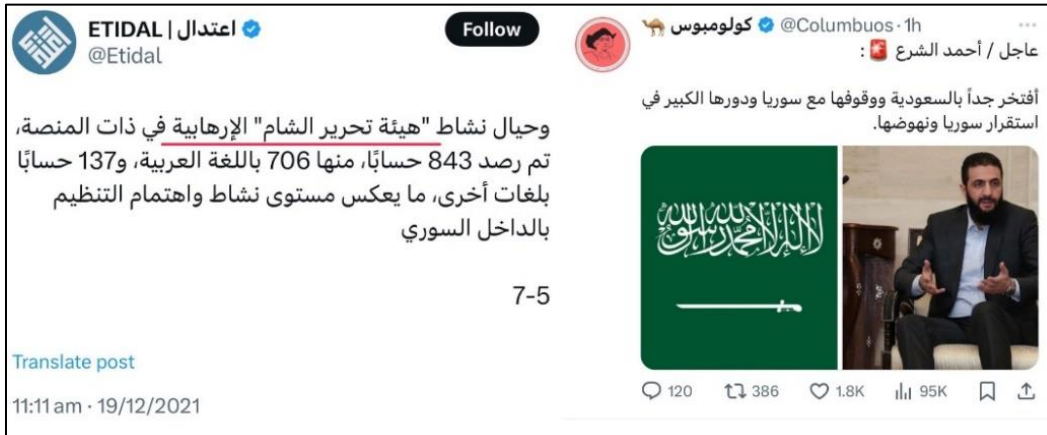 ETIDAL | اعتدال
@Etidal
Follow
وحيال نشاط "هيئة تحرير الشام" الإرهابية في ذات المنصة،
تم رصد 843 حسابًا، منها 706 باللغة العربية، و137 حسابًا
بلغات أخرى، ما يعكس مستوى نشاط واهتمام التنظيم
بالداخل السوري
7-5
Translate post
11:11 am · 19/12/2021
كولومبوس @Columbuos · 1h
عاجل / أحمد الشرع 🚨 :
أفتخر جداً بالسعودية ووقوفها مع سوريا ودورها الكبير في
استقرار سوريا ونهوضها.
لا إله إلا الله محمد رسول الله
120 386 1.8K 95K